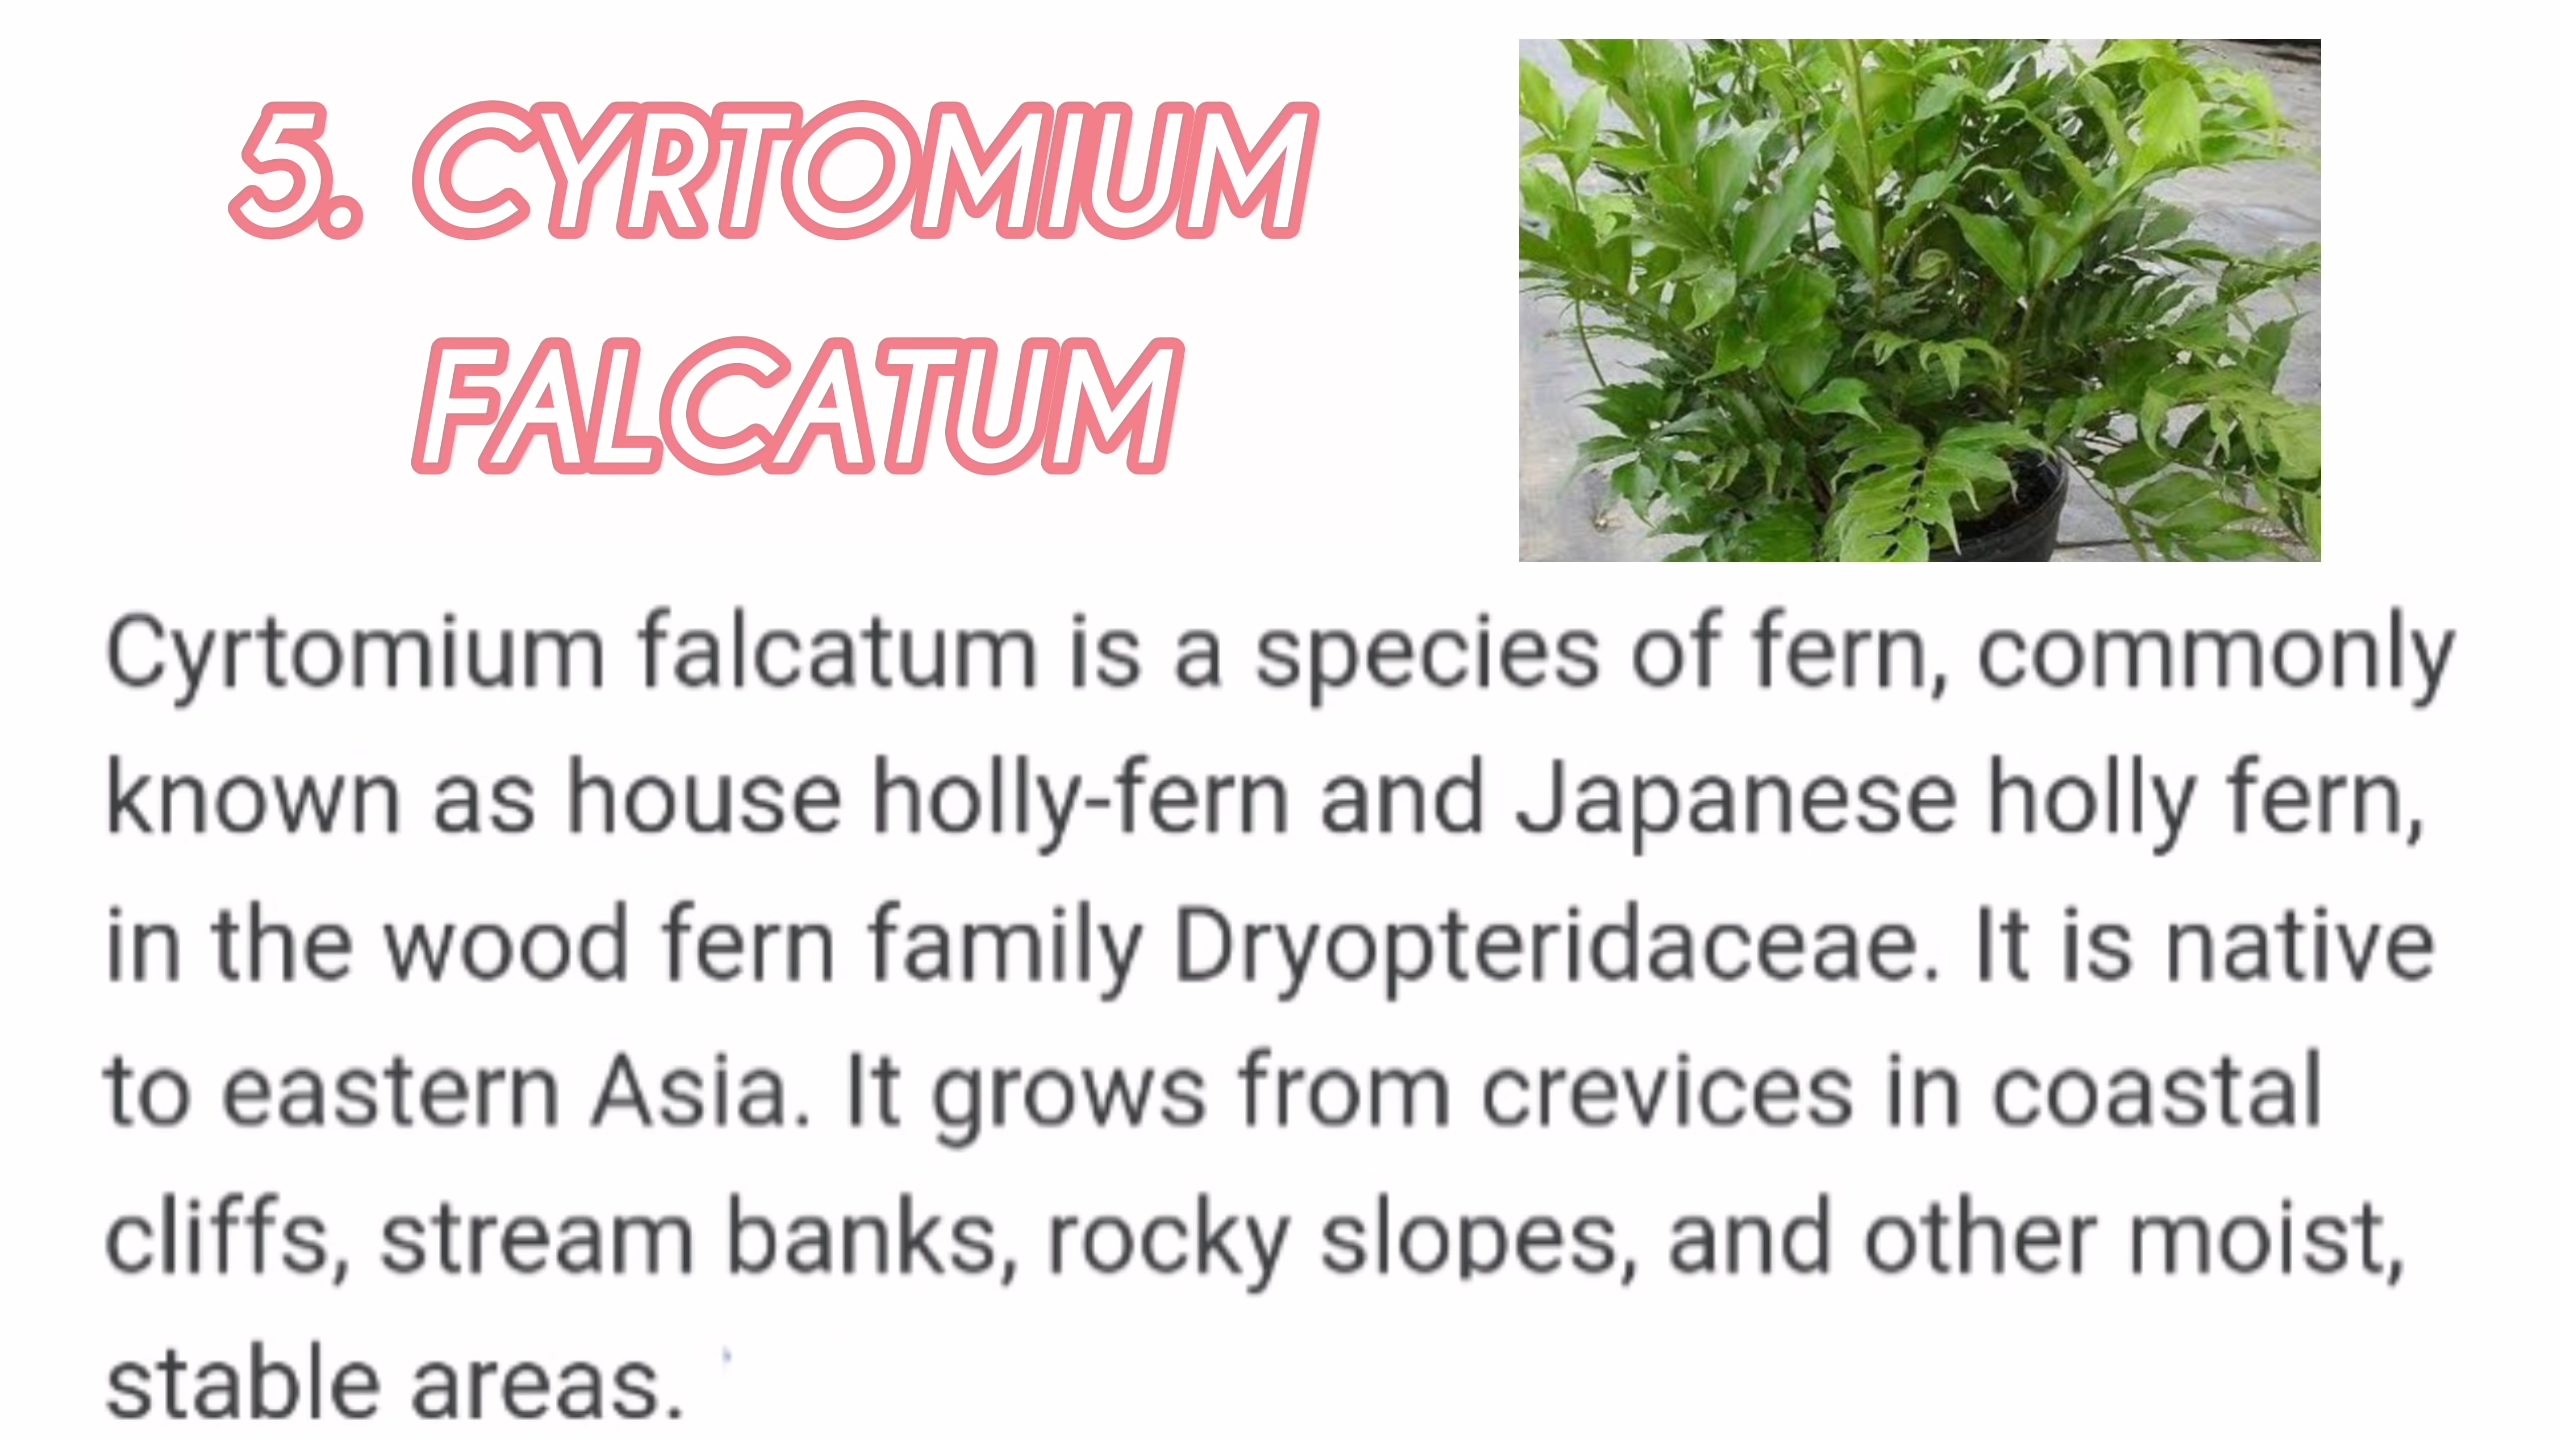 5. CYRTOMIUM
FALCATUM
Cyrtomium falcatum is a species of fern, commonly
known as house holly-fern and Japanese holly fern,
in the wood fern family Dryopteridaceae. It is native
to eastern Asia. It grows from crevices in coastal
cliffs, stream banks, rocky slopes, and other moist,
stable areas.